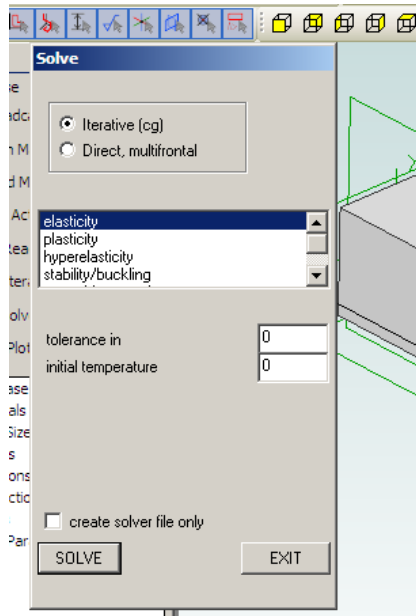 Solve
Iterative (cg)
Direct, multifrontal
elasticity
plasticity
hyperelasticity
stability/buckling
tolerance in 0
initial temperature 0
create solver file only
SOLVE EXIT